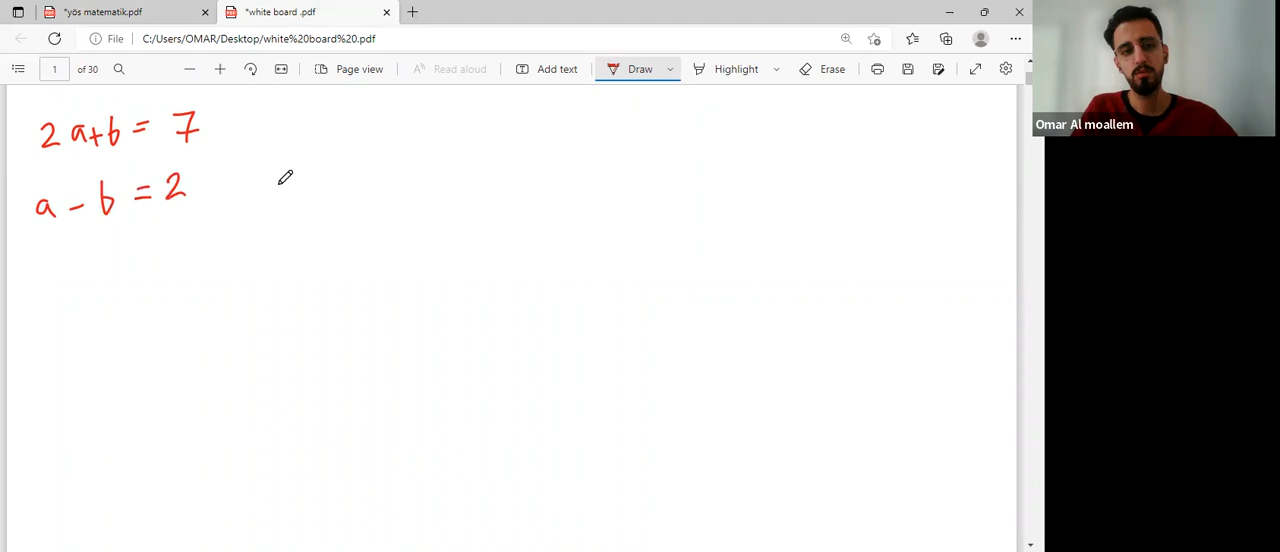 *yös matematik.pdf
*white board .pdf
File
C:/Users/OMAR/Desktop/white%20board%20.pdf
1 of 30
Page view
Read aloud
Add text
Draw
Highlight
Erase
Omar Al moallem
2a+b = 7
a - b = 2